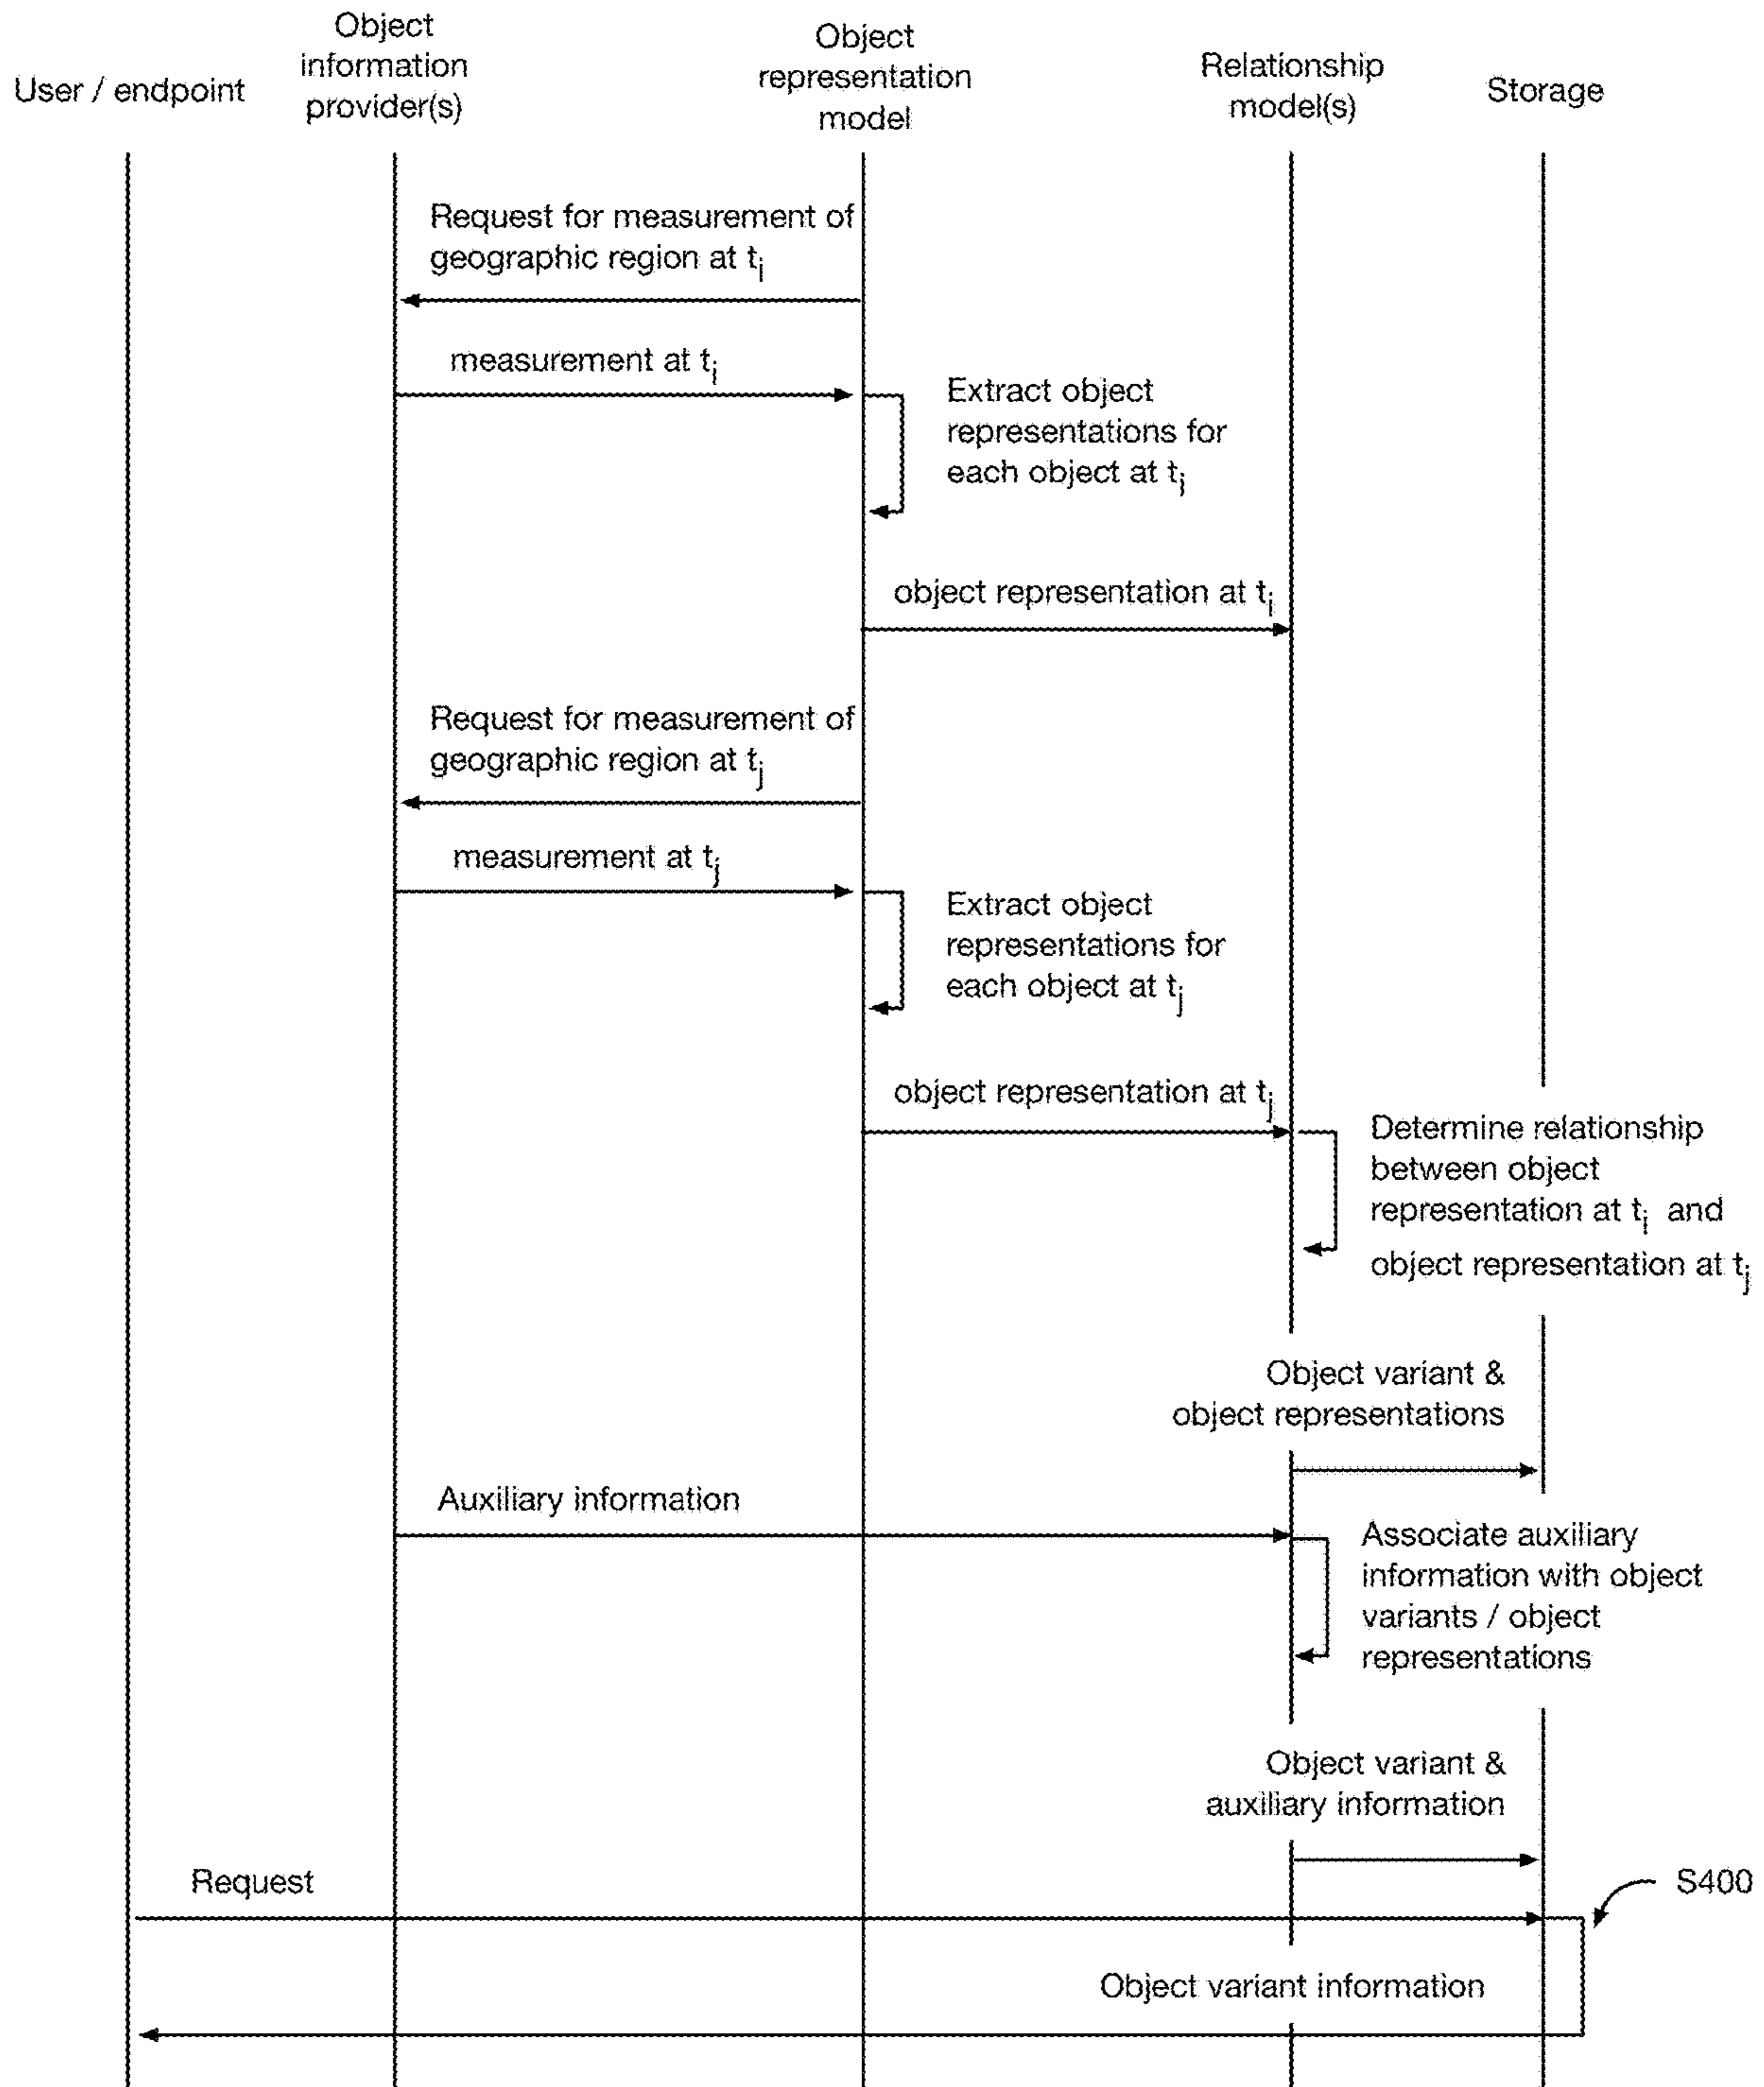 User / endpoint
Object
information
provider(s)
Object
representation
model
Relationship
model(s)
Storage
Request for measurement of
geographic region at ti
measurement at ti
Extract object
representations for
each object at ti
object representation at ti
Request for measurement of
geographic region at tj
measurement at tj
Extract object
representations for
each object at tj
object representation at tj
Determine relationship
between object
representation at ti and
object representation at tj
Object variant &
object representations
Auxiliary information
Associate auxiliary
information with object
variants / object
representations
Object variant &
auxiliary information
Request
S400
Object variant information